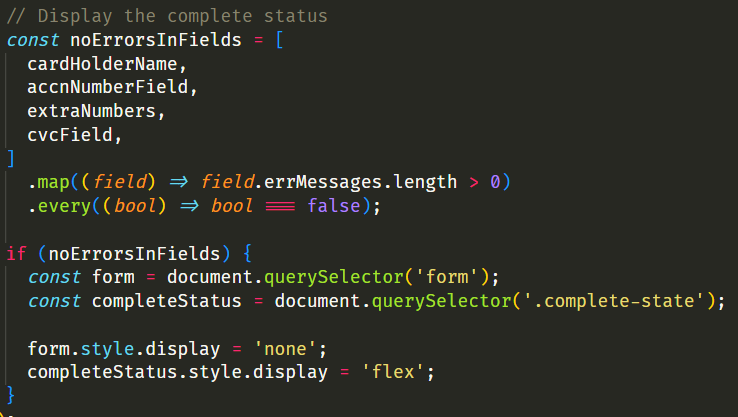 // Display the complete status
const noErrorsInFields = [
  cardHolderName,
  accnNumberField,
  extraNumbers,
  cvcField,
]
  .map((field) => field.errMessages.length > 0)
  .every((bool) => bool === false);

if (noErrorsInFields) {
  const form = document.querySelector('form');
  const completeStatus = document.querySelector('.complete-state');

  form.style.display = 'none';
  completeStatus.style.display = 'flex';
}